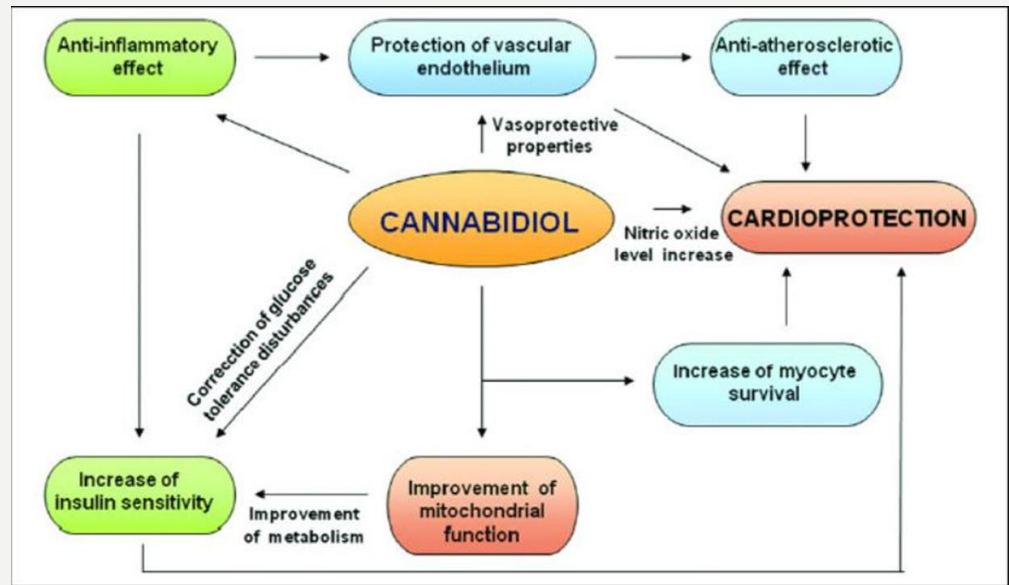 Anti-inflammatory
effect
Protection of vascular
endothelium
Anti-atherosclerotic
effect
Vasoprotective
properties
CANNABIDIOL
Nitric oxide
level increase
CARDIOPROTECTION
Correcction of glucose
tolerance disturbances
Increase of myocyte
survival
Increase of
insulin sensitivity
Improvement
of metabolism
Improvement of
mitochondrial
function